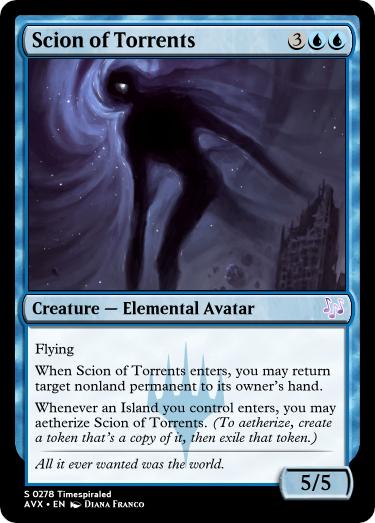 Scion of Torrents 3
Creature — Elemental Avatar
Flying
When Scion of Torrents enters, you may return
target nonland permanent to its owner's hand.
Whenever an Island you control enters, you may
aetherize Scion of Torrents. (To aetherize, create
a token that's a copy of it, then exile that token.)
All it ever wanted was the world.
5/5
S 0278 Timespiraled
AVX • EN Diana Franco